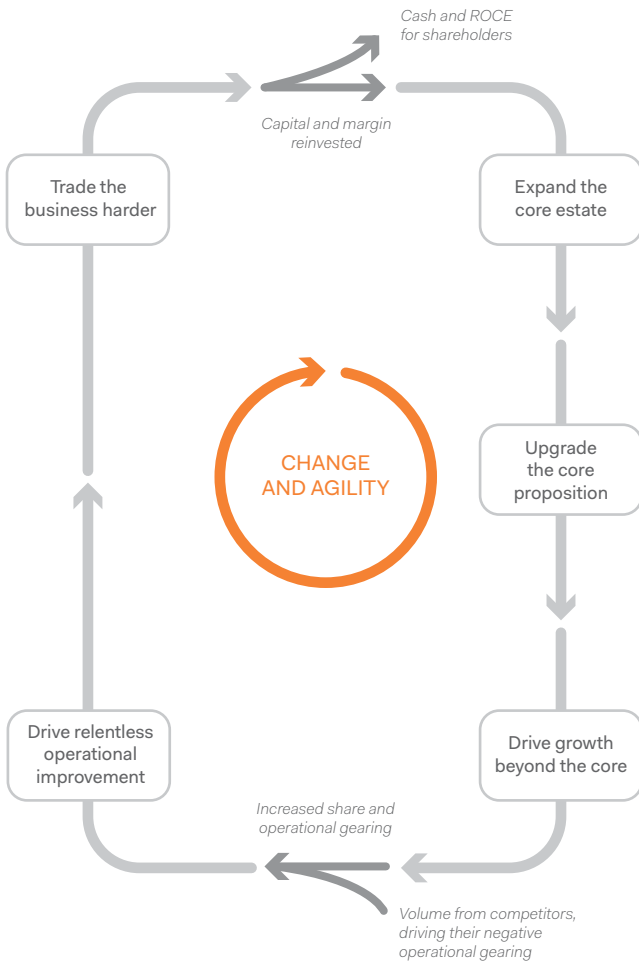 Cash and ROCE
for shareholders
Capital and margin
reinvested
Trade the
business harder
Expand the
core estate
CHANGE
AND AGILITY
Upgrade
the core
proposition
Drive relentless
operational
improvement
Drive growth
beyond the core
Increased share and
operational gearing
Volume from competitors,
driving their negative
operational gearing